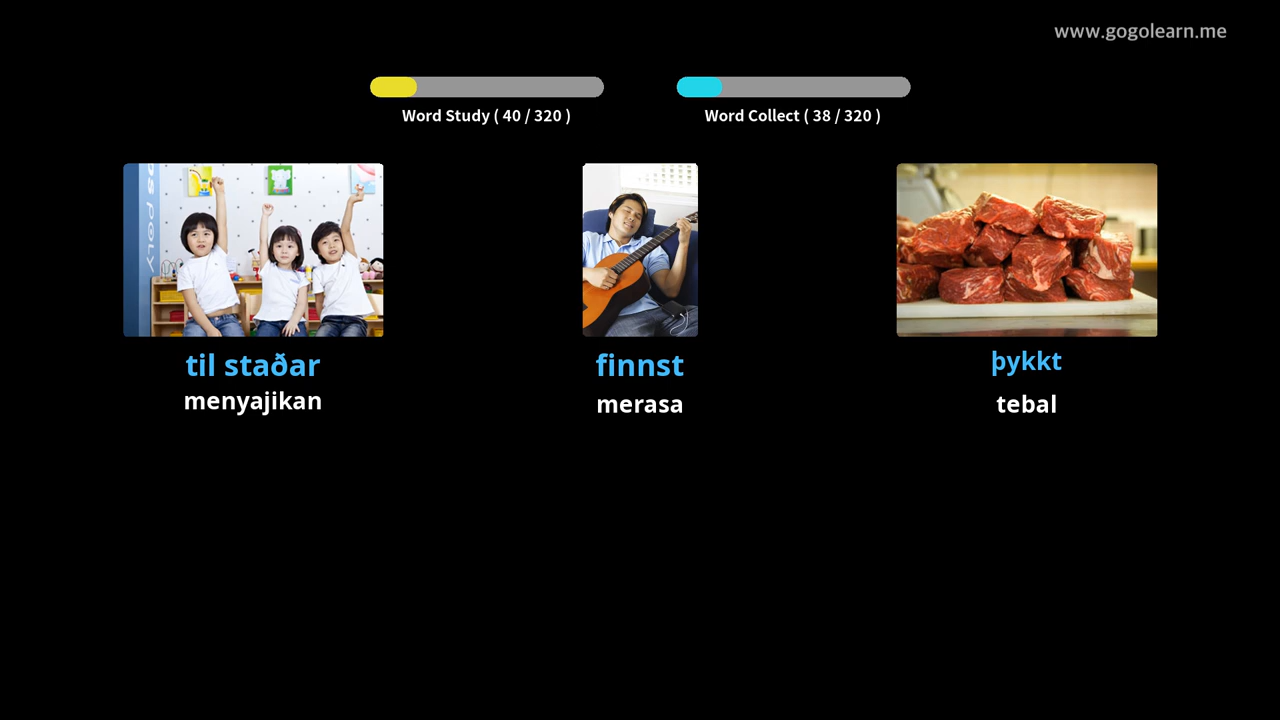 www.gogolearn.me
Word Study ( 40 / 320 )
Word Collect ( 38 / 320 )
til staðar
menyajikan
finnst
merasa
þykkt
tebal